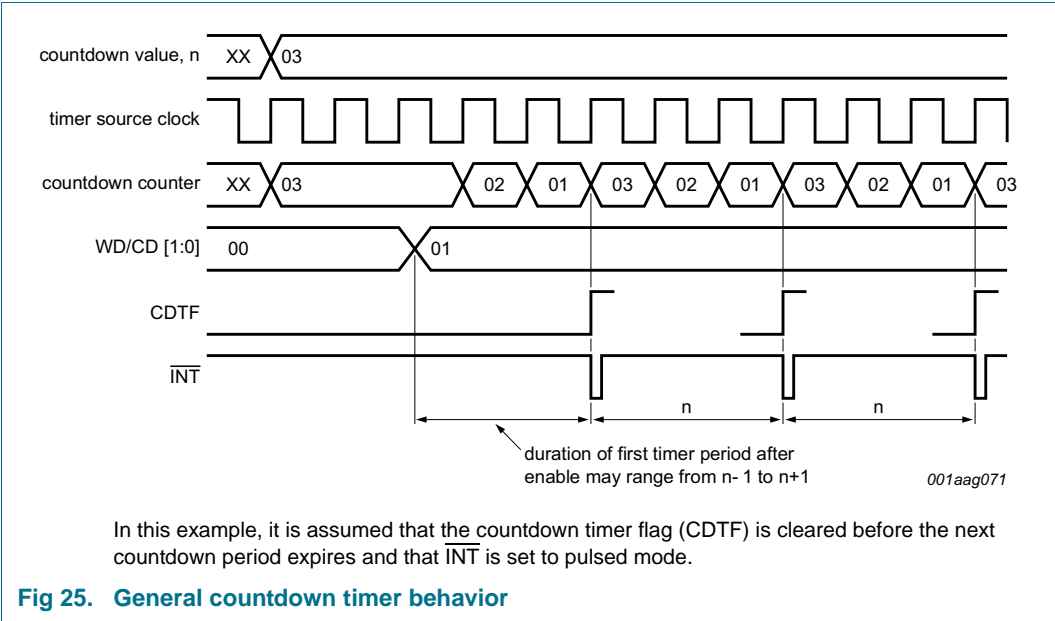 countdown value, n XX 03
timer source clock
countdown counter XX 03 02 01 03 02 01 03 02 01 03
WD/CD [1:0] 00 01
CDTF
INT
n n
duration of first timer period after
enable may range from n- 1 to n+1
001aag071
In this example, it is assumed that the countdown timer flag (CDTF) is cleared before the next
countdown period expires and that INT is set to pulsed mode.
Fig 25. General countdown timer behavior